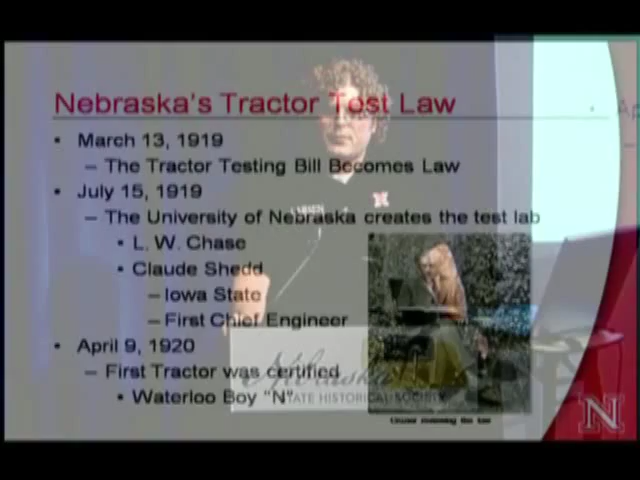 Nebraska's Tractor Test Law
• March 13, 1919
– The Tractor Testing Bill Becomes Law
• July 15, 1919
– The University of Nebraska creates the test lab
• L. W. Chase
• Claude Shedd
– Iowa State
– First Chief Engineer
• April 9, 1920
– First Tractor was certified
• Waterloo Boy "N"
Nebraska
STATE HISTORICAL SOCIETY
N